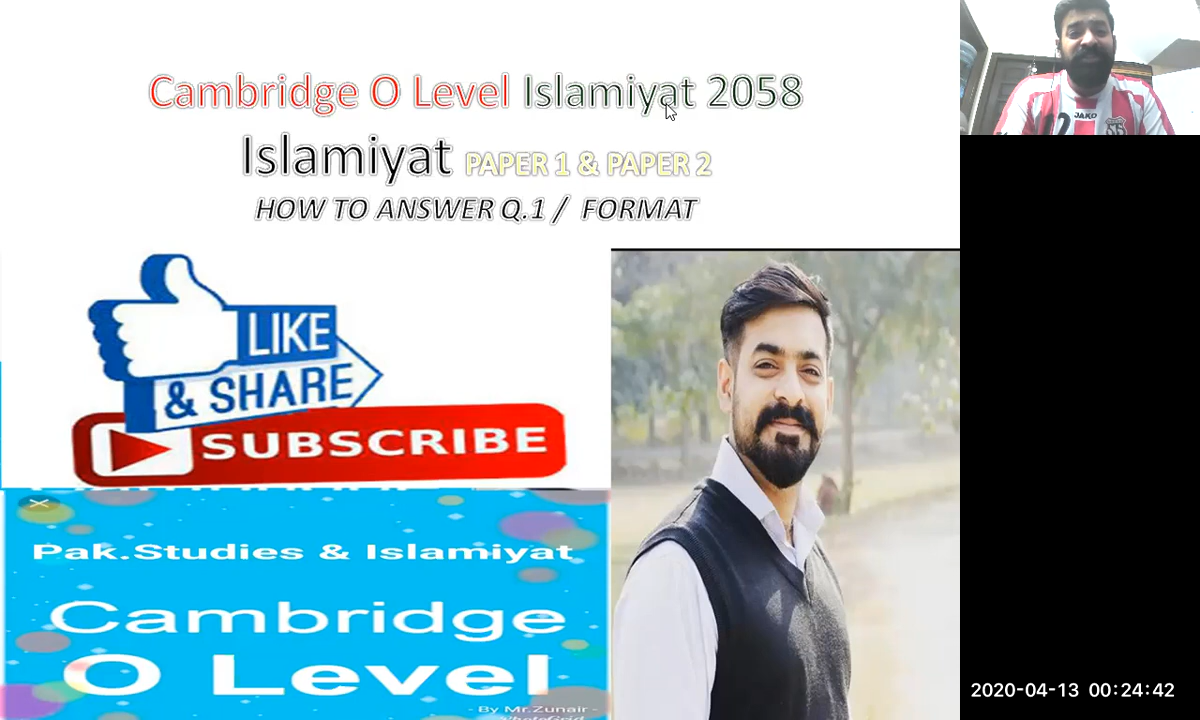 Cambridge O Level Islamiyat 2058
Islamiyat PAPER 1 & PAPER 2
HOW TO ANSWER Q.1 / FORMAT
JAKO
LIKE
& SHARE
SUBSCRIBE
Pak.Studies & Islamiyat
Cambridge
O Level
- By Mr.Zunair -
PhotoGrid
2020-04-13 00:24:42